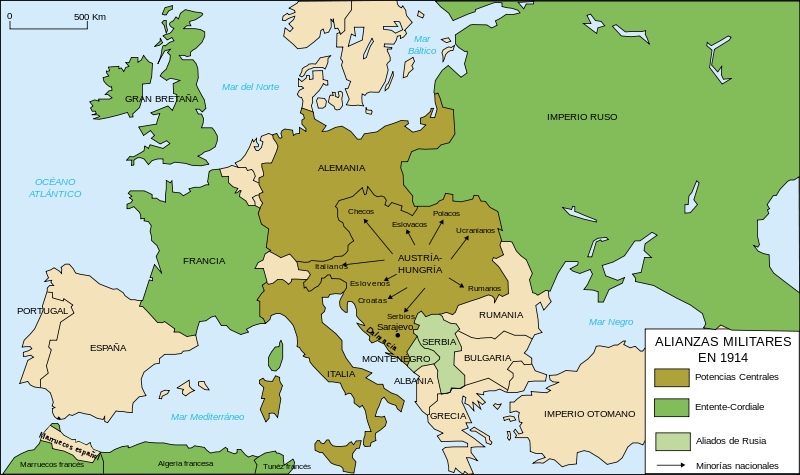 0 500 Km
Mar
Báltico
Mar del Norte
GRAN BRETAÑA
IMPERIO RUSO
ALEMANIA
OCÉANO
ATLÁNTICO
Checos
Polacos
Eslovacos
Ucranianos
FRANCIA
AUSTRÍA-
HUNGRÍA
Italianos
Eslovenos
Rumanos
Croatas
PORTUGAL
Serbios
RUMANIA
Mar Negro
Sarajevo
Dalmacia
SERBIA
ESPAÑA
MONTENEGRO
BULGARIA
ITALIA
ALBANIA
Mar Mediterráneo
GRECIA
IMPERIO OTOMANO
Marruecos español
Marruecos francés
Algeria francesa
Tunéz francés
ALIANZAS MILITARES
EN 1914
Potencias Centrales
Entente-Cordiale
Aliados de Rusia
Minorías nacionales